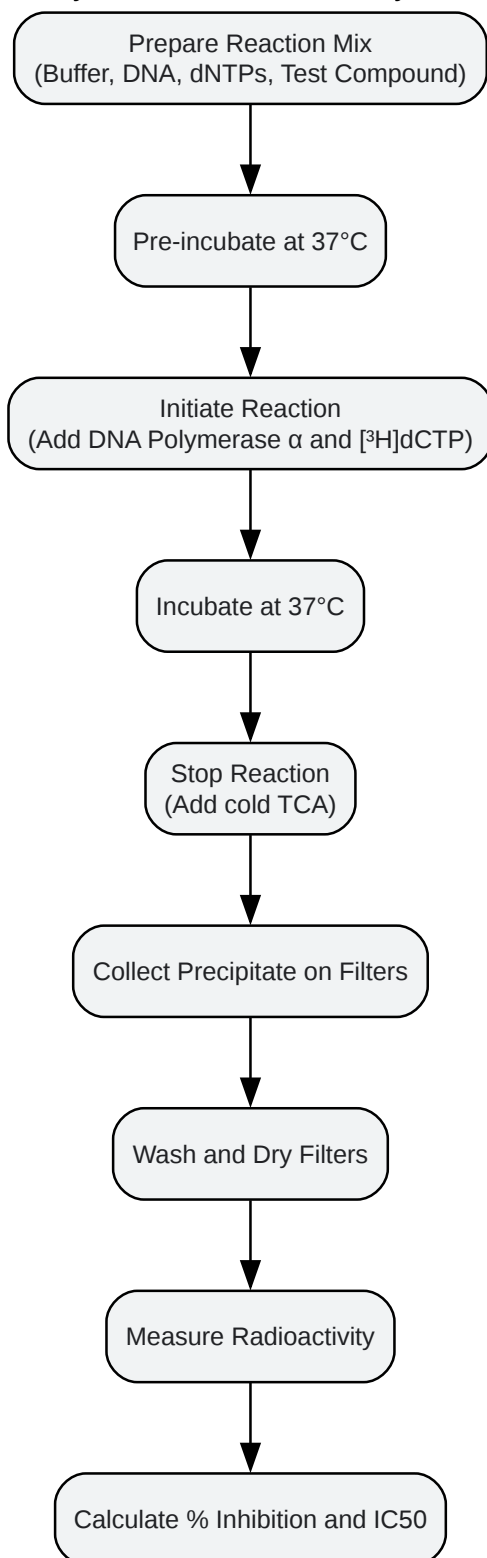 Prepare Reaction Mix
(Buffer, DNA, dNTPs, Test Compound)
Pre-incubate at 37°C
Initiate Reaction
(Add DNA Polymerase α and [³H]dCTP)
Incubate at 37°C
Stop Reaction
(Add cold TCA)
Collect Precipitate on Filters
Wash and Dry Filters
Measure Radioactivity
Calculate % Inhibition and IC50